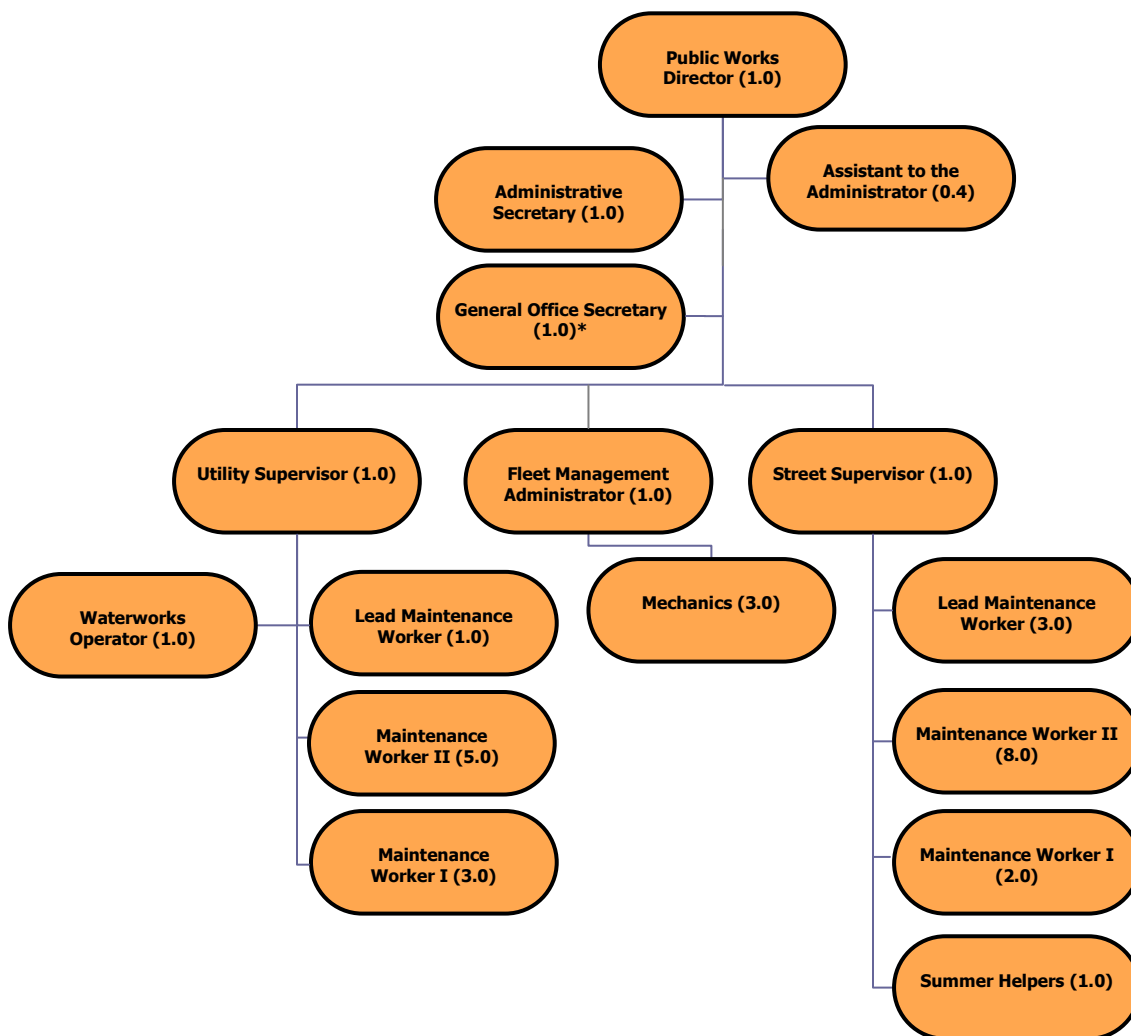 Public Works
Director (1.0)
Assistant to the
Administrator (0.4)
Administrative
Secretary (1.0)
General Office Secretary
(1.0)*
Utility Supervisor (1.0)
Fleet Management
Administrator (1.0)
Street Supervisor (1.0)
Waterworks
Operator (1.0)
Lead Maintenance
Worker (1.0)
Mechanics (3.0)
Lead Maintenance
Worker (3.0)
Maintenance
Worker II (5.0)
Maintenance Worker II
(8.0)
Maintenance
Worker I (3.0)
Maintenance Worker I
(2.0)
Summer Helpers (1.0)